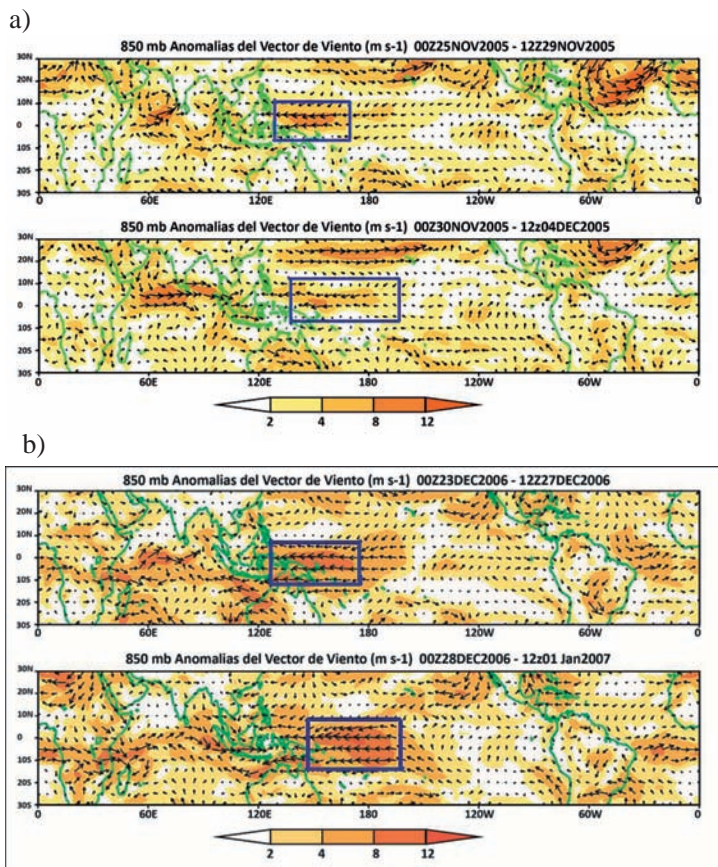 a)
850 mb Anomalias del Vector de Viento (m s-1) 00Z25NOV2005 - 12Z29NOV2005
30N
20N
10N
0
10S
20S
30S
0 60E 120E 180 120W 60W 0
850 mb Anomalias del Vector de Viento (m s-1) 00Z30NOV2005 - 12z04DEC2005
30N
20N
10N
0
10S
20S
30S
0 60E 120E 180 120W 60W 0
2 4 8 12
b)
850 mb Anomalias del Vector de Viento (m s-1) 00Z23DEC2006 - 12Z27DEC2006
30N
20N
10N
0
10S
20S
30S
0 60E 120E 180 120W 60W 0
850 mb Anomalias del Vector de Viento (m s-1) 00Z28DEC2006 - 12z01 Jan2007
30N
20N
10N
0
10S
20S
30S
0 60E 120E 180 120W 60W 0
2 4 8 12